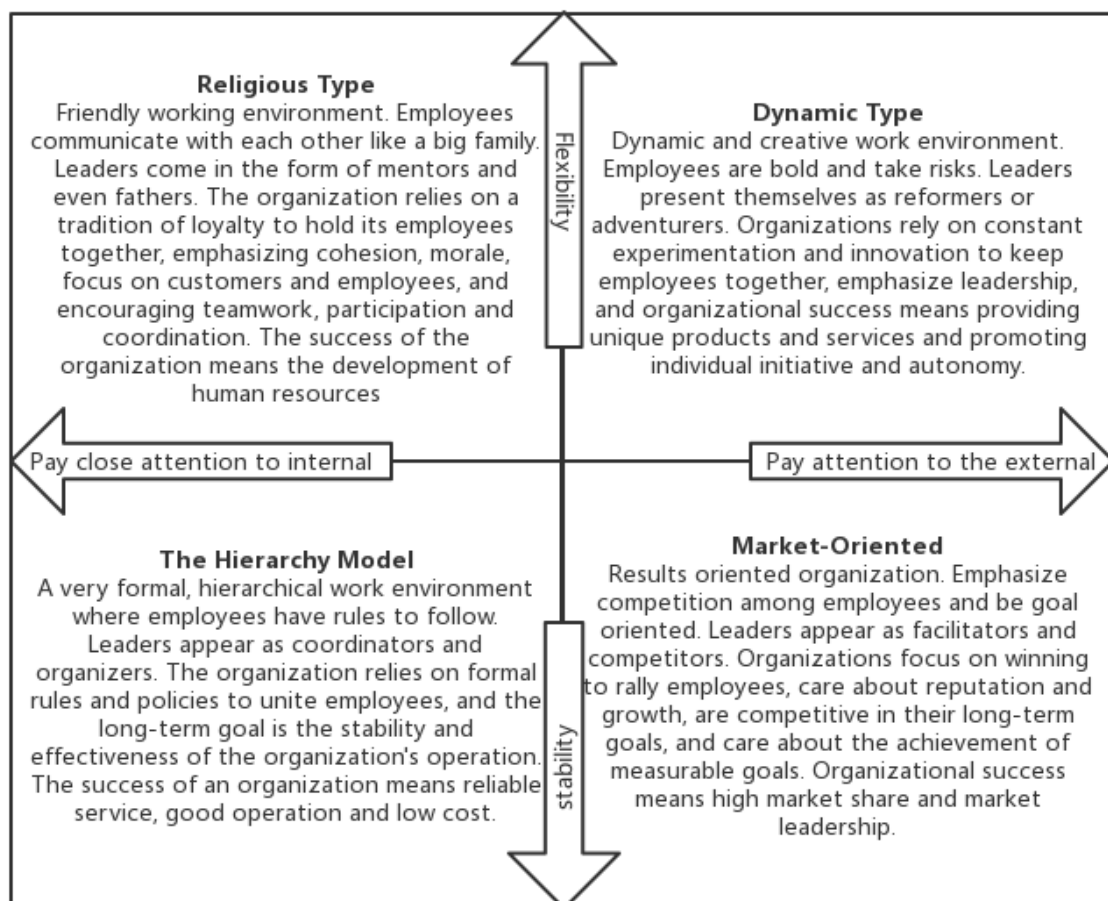 Religious Type
Friendly working environment. Employees
communicate with each other like a big family.
Leaders come in the form of mentors and
even fathers. The organization relies on a
tradition of loyalty to hold its employees
together, emphasizing cohesion, morale,
focus on customers and employees, and
encouraging teamwork, participation and
coordination. The success of the
organization means the development of
human resources
Flexibility
Dynamic Type
Dynamic and creative work environment.
Employees are bold and take risks. Leaders
present themselves as reformers or
adventurers. Organizations rely on constant
experimentation and innovation to keep
employees together, emphasize leadership,
and organizational success means providing
unique products and services and promoting
individual initiative and autonomy.
Pay close attention to internal
Pay attention to the external
The Hierarchy Model
A very formal, hierarchical work environment
where employees have rules to follow.
Leaders appear as coordinators and
organizers. The organization relies on formal
rules and policies to unite employees, and the
long-term goal is the stability and
effectiveness of the organization's operation.
The success of an organization means reliable
service, good operation and low cost.
stability
Market-Oriented
Results oriented organization. Emphasize
competition among employees and be goal
oriented. Leaders appear as facilitators and
competitors. Organizations focus on winning
to rally employees, care about reputation and
growth, are competitive in their long-term
goals, and care about the achievement of
measurable goals. Organizational success
means high market share and market
leadership.